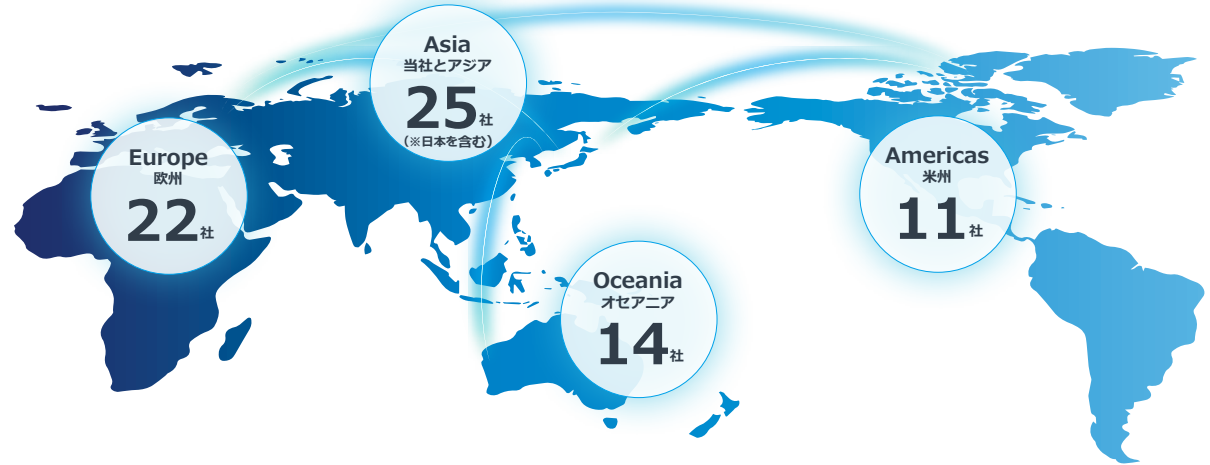 Asia
当社とアジア
25社
(※日本を含む)
Europe
欧州
22社
Americas
米州
11社
Oceania
オセアニア
14社